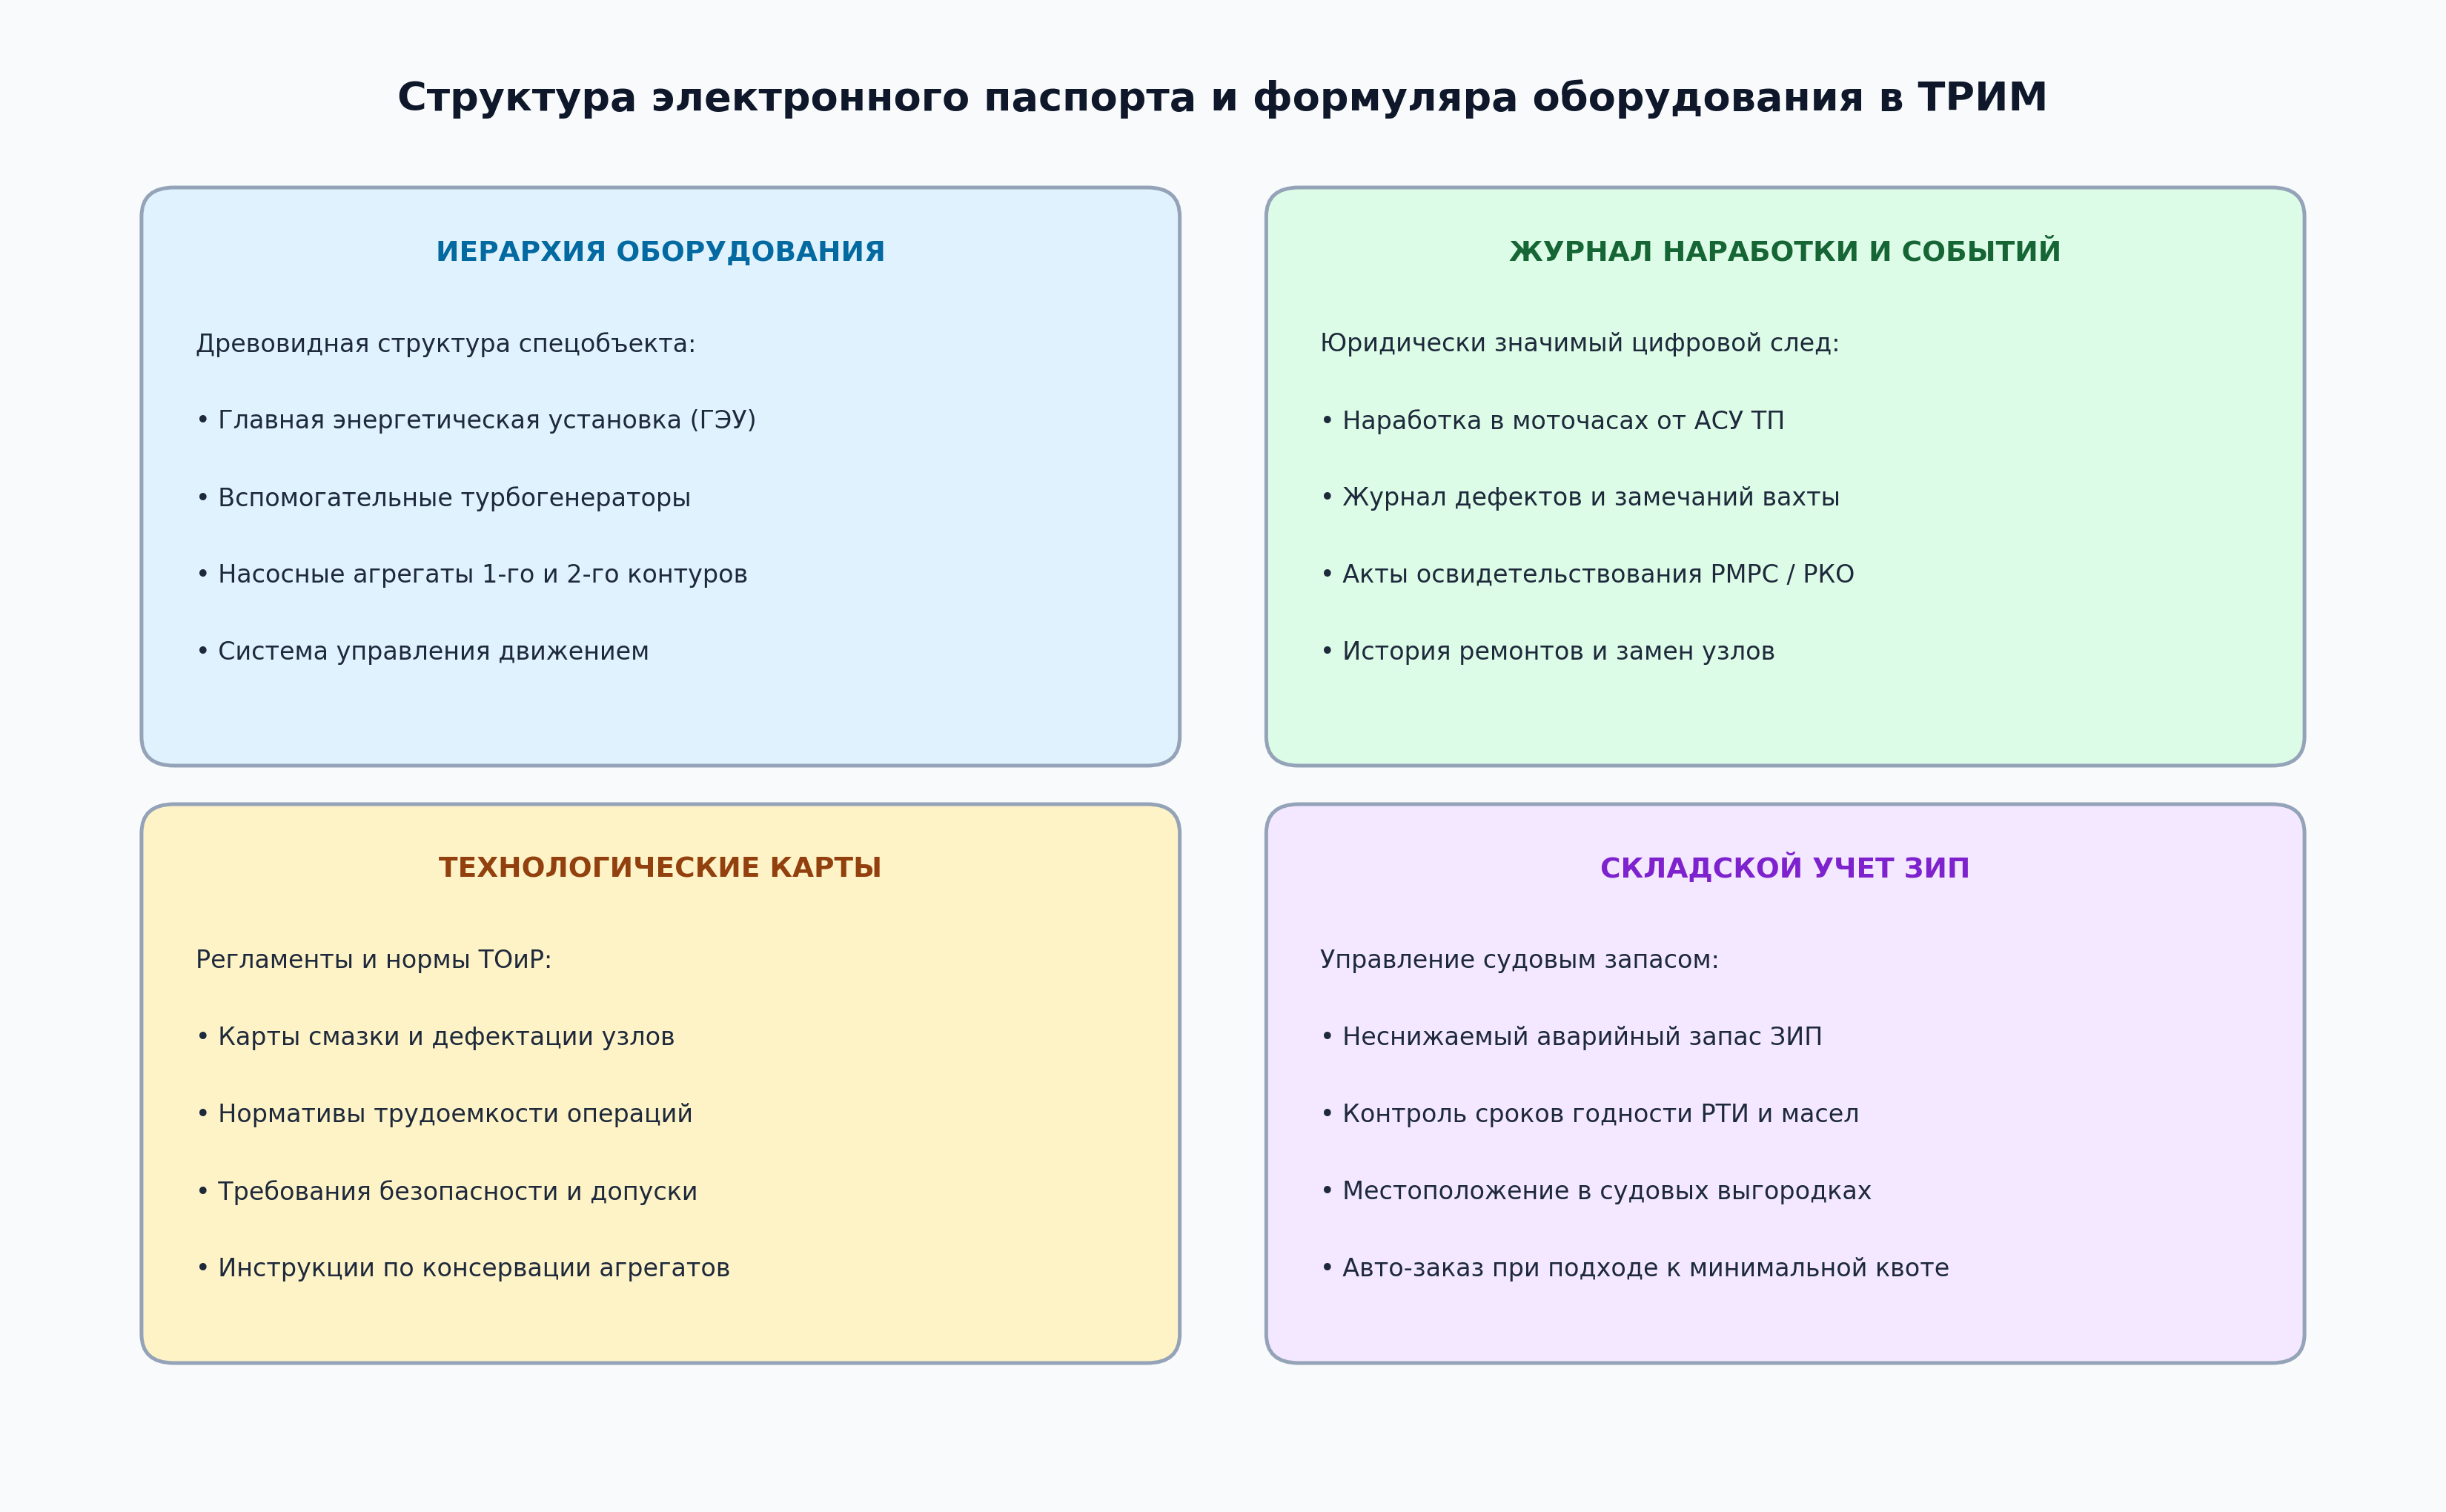 Структура электронного паспорта и формуляра оборудования в ТРИМ
ИЕРАРХИЯ ОБОРУДОВАНИЯ
Древовидная структура спецобъекта:
• Главная энергетическая установка (ГЭУ)
• Вспомогательные турбогенераторы
• Насосные агрегаты 1-го и 2-го контуров
• Система управления движением
ЖУРНАЛ НАРАБОТКИ И СОБЫТИЙ
Юридически значимый цифровой след:
• Наработка в моточасах от АСУ ТП
• Журнал дефектов и замечаний вахты
• Акты освидетельствования РМРС / РКО
• История ремонтов и замен узлов
ТЕХНОЛОГИЧЕСКИЕ КАРТЫ
Регламенты и нормы ТОиР:
• Карты смазки и дефектации узлов
• Нормативы трудоемкости операций
• Требования безопасности и допуски
• Инструкции по консервации агрегатов
СКЛАДСКОЙ УЧЕТ ЗИП
Управление судовым запасом:
• Неснижаемый аварийный запас ЗИП
• Контроль сроков годности РТИ и масел
• Местоположение в судовых выгородках
• Авто-заказ при подходе к минимальной квоте